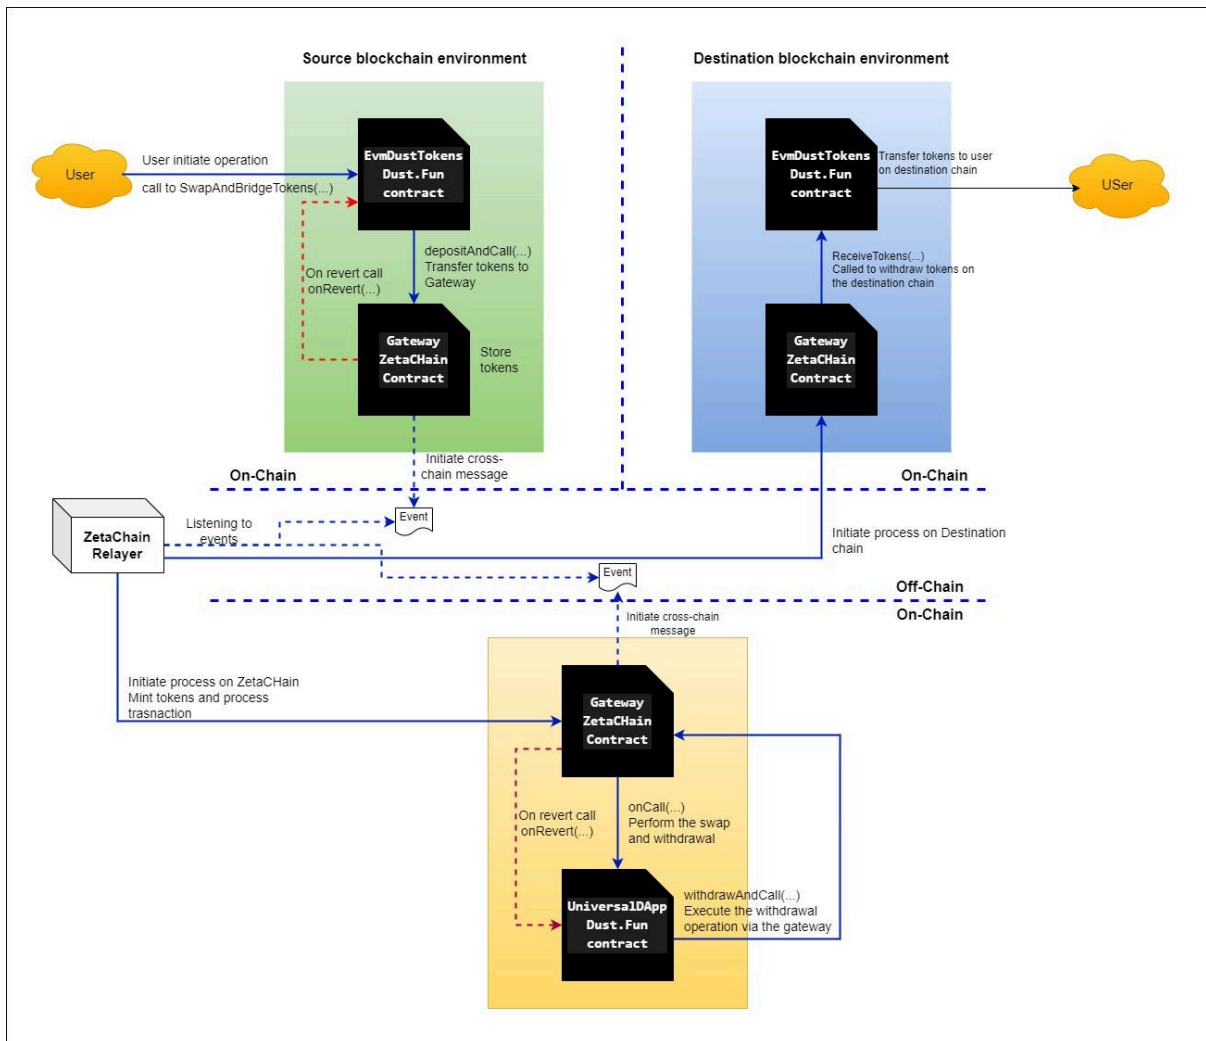 Source blockchain environment
Destination blockchain environment
User
User initiate operation
call to SwapAndBridgeTokens(...)
EvmDustTokens
Dust.Fun
contract
On revert call
onRevert(...)
depositAndCall(...)
Transfer tokens to
Gateway
Gateway
ZetaCHain
Contract
Store
tokens
EvmDustTokens
Dust.Fun
contract
Transfer tokens to user
on destination chain
USer
ReceiveTokens(...)
Called to withdraw tokens on
the destination chain
Gateway
ZetaCHain
Contract
Initiate cross-
chain message
On-Chain
On-Chain
ZetaChain
Relayer
Listening to
events
Event
Initiate process on Destination
chain
Event
Off-Chain
On-Chain
Initiate cross-chain
message
Initiate process on ZetaCHain
Mint tokens and process
trasnaction
Gateway
ZetaCHain
Contract
On revert call
onRevert(...)
onCall(...)
Perform the swap
and withdrawal
UniversalDApp
Dust.Fun
contract
withdrawAndCall(...)
Execute the withdrawal
operation via the gateway